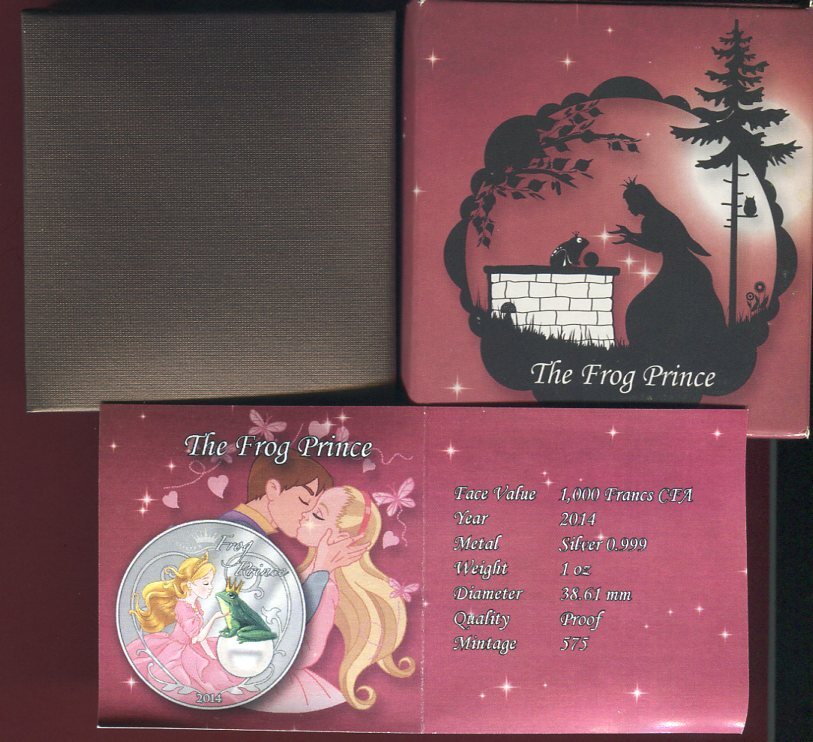 The Frog Prince
The Frog Prince
Frog
Prince
2014
Face Value 1,000 Francs CFA
Year 2014
Metal Silver 0.999
Weight 1 oz
Diameter 38.61 mm
Quality Proof
Mintage 575